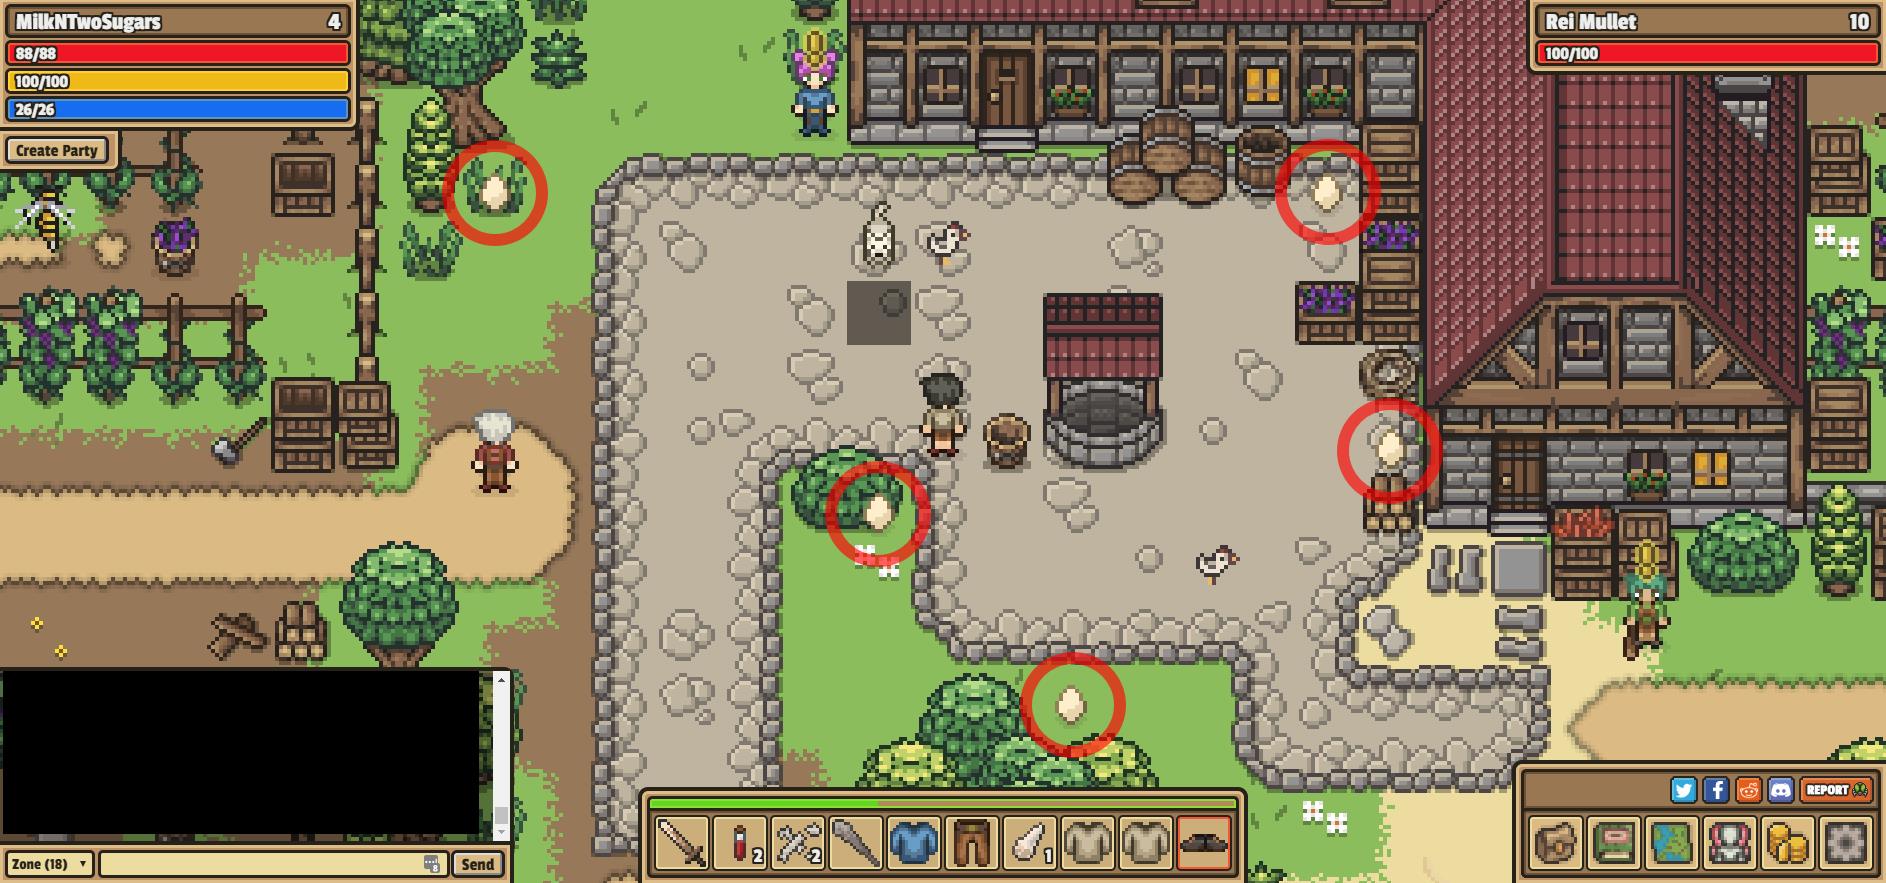 MilkNTwoSugars 4
88/88
100/100
26/26
Create Party
Rei Mullet 10
100/100
Zone (18)
Send
2
2
1
REPORT